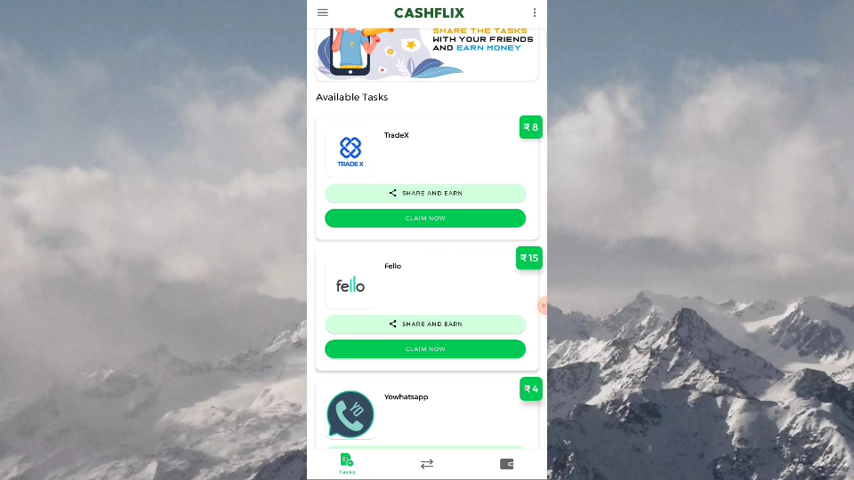 CASHFLIX
SHARE THE TASKS
WITH YOUR FRIENDS
AND EARN MONEY
Available Tasks
₹ 8
TradeX
TRADE X
SHARE AND EARN
CLAIM NOW
₹ 15
Fello
fello
SHARE AND EARN
CLAIM NOW
₹ 4
Yowhatsapp
YO
Tasks